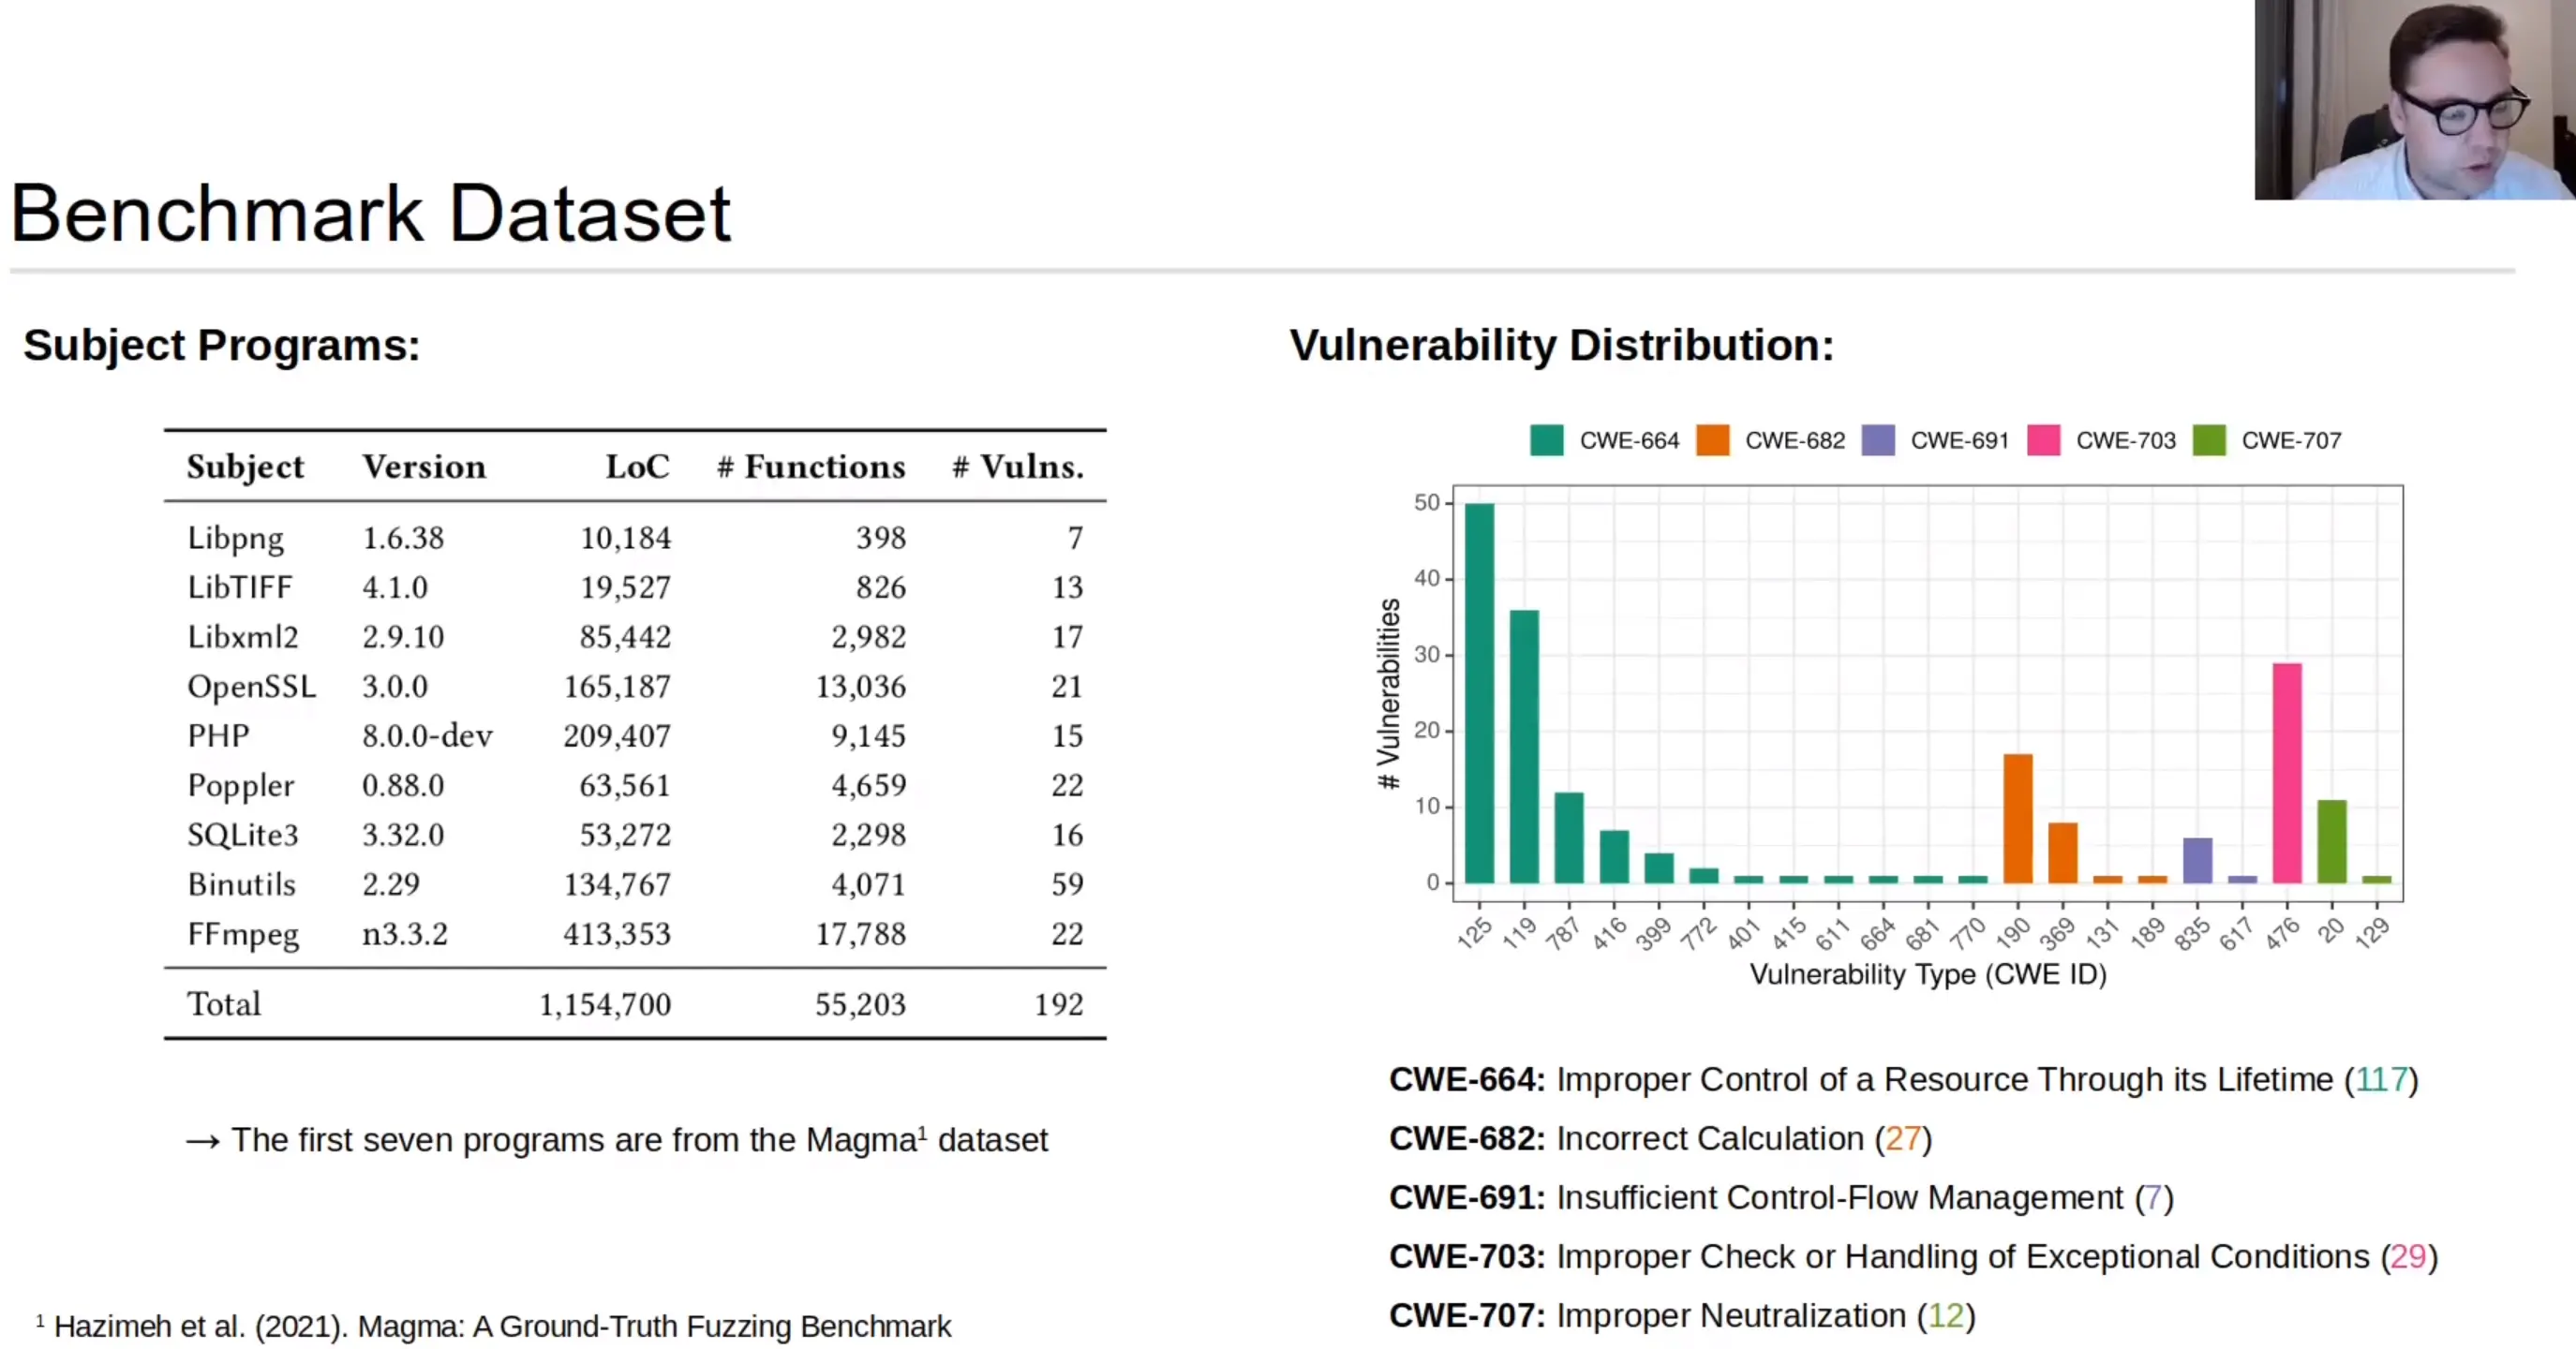 Benchmark Dataset
Subject Programs:
Subject Version LoC # Functions # Vulns.
Libpng 1.6.38 10,184 398 7
LibTIFF 4.1.0 19,527 826 13
Libxml2 2.9.10 85,442 2,982 17
OpenSSL 3.0.0 165,187 13,036 21
PHP 8.0.0-dev 209,407 9,145 15
Poppler 0.88.0 63,561 4,659 22
SQLite3 3.32.0 53,272 2,298 16
Binutils 2.29 134,767 4,071 59
FFmpeg n3.3.2 413,353 17,788 22
Total 1,154,700 55,203 192
→ The first seven programs are from the Magma¹ dataset
¹ Hazimeh et al. (2021). Magma: A Ground-Truth Fuzzing Benchmark
Vulnerability Distribution:
CWE-664 CWE-682 CWE-691 CWE-703 CWE-707
# Vulnerabilities
50
40
30
20
10
0
125 119 787 416 399 772 401 415 611 664 681 770 190 369 131 189 835 617 476 20 129
Vulnerability Type (CWE ID)
CWE-664: Improper Control of a Resource Through its Lifetime (117)
CWE-682: Incorrect Calculation (27)
CWE-691: Insufficient Control-Flow Management (7)
CWE-703: Improper Check or Handling of Exceptional Conditions (29)
CWE-707: Improper Neutralization (12)